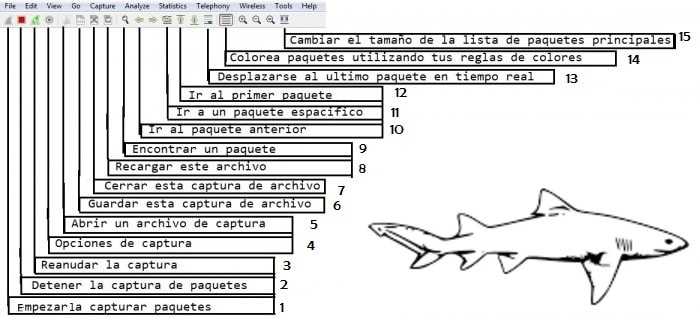 File Edit View Go Capture Analyze Statistics Telephony Wireless Tools Help
Cambiar el tamaño de la lista de paquetes principales 15
Colorea paquetes utilizando tus reglas de colores 14
Desplazarse al ultimo paquete en tiempo real 13
Ir al primer paquete 12
Ir a un paquete espacifico 11
Ir al paquete anterior 10
Encontrar un paquete 9
Recargar este archivo 8
Cerrar esta captura de archivo 7
Guardar esta captura de archivo 6
Abrir un archivo de captura 5
Opciones de captura 4
Reanudar la captura 3
Detener la captura de paquetes 2
Empezarla capturar paquetes 1